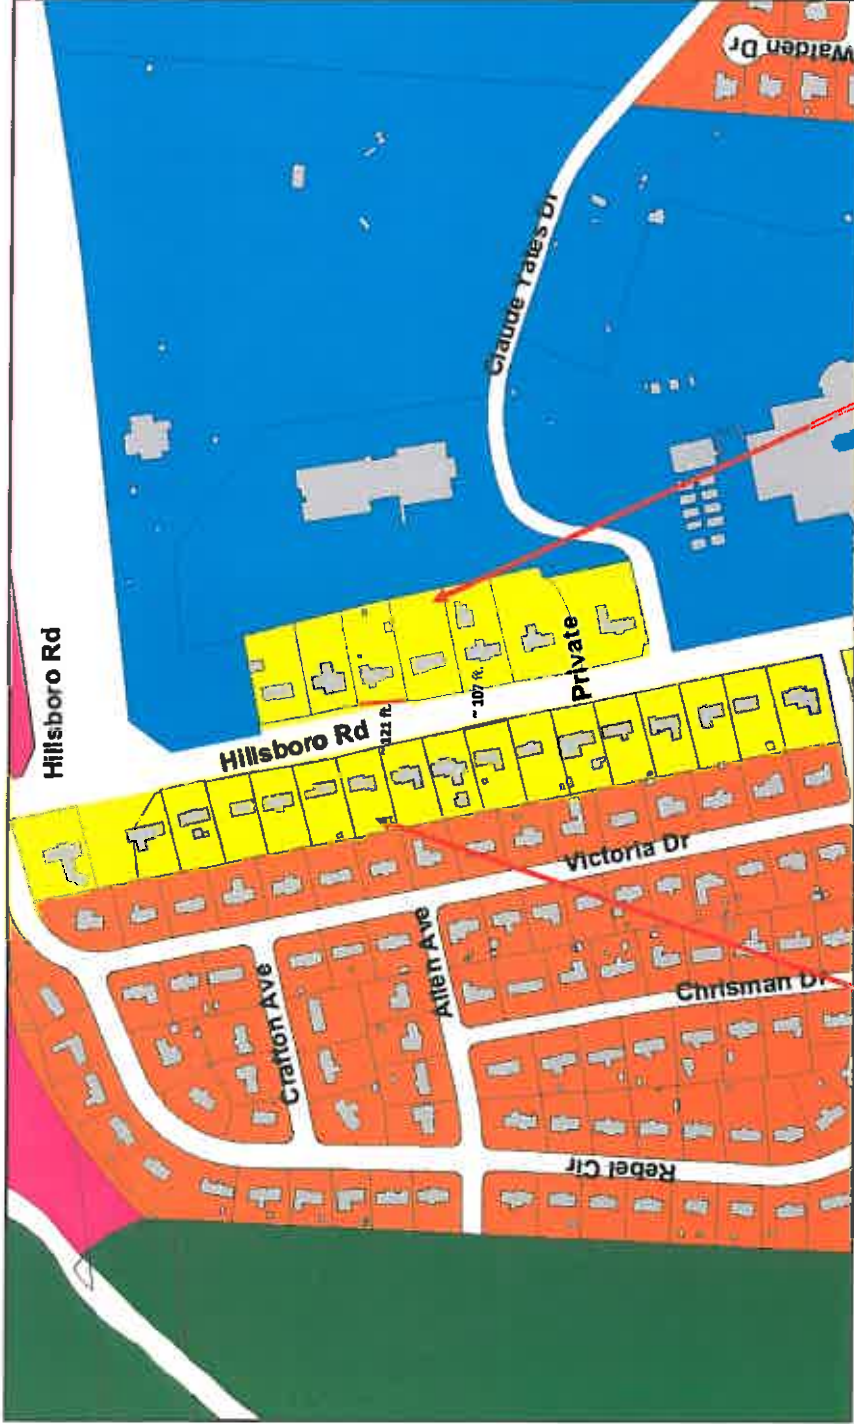 Walden Dr
Claude Yates Dr
Hillsboro Rd
Hillsboro Rd
~ 121 ft.
~ 107 ft.
Private
Victoria Dr
Allen Ave
Crafton Ave
Chrisman Dr
Rebel Cir